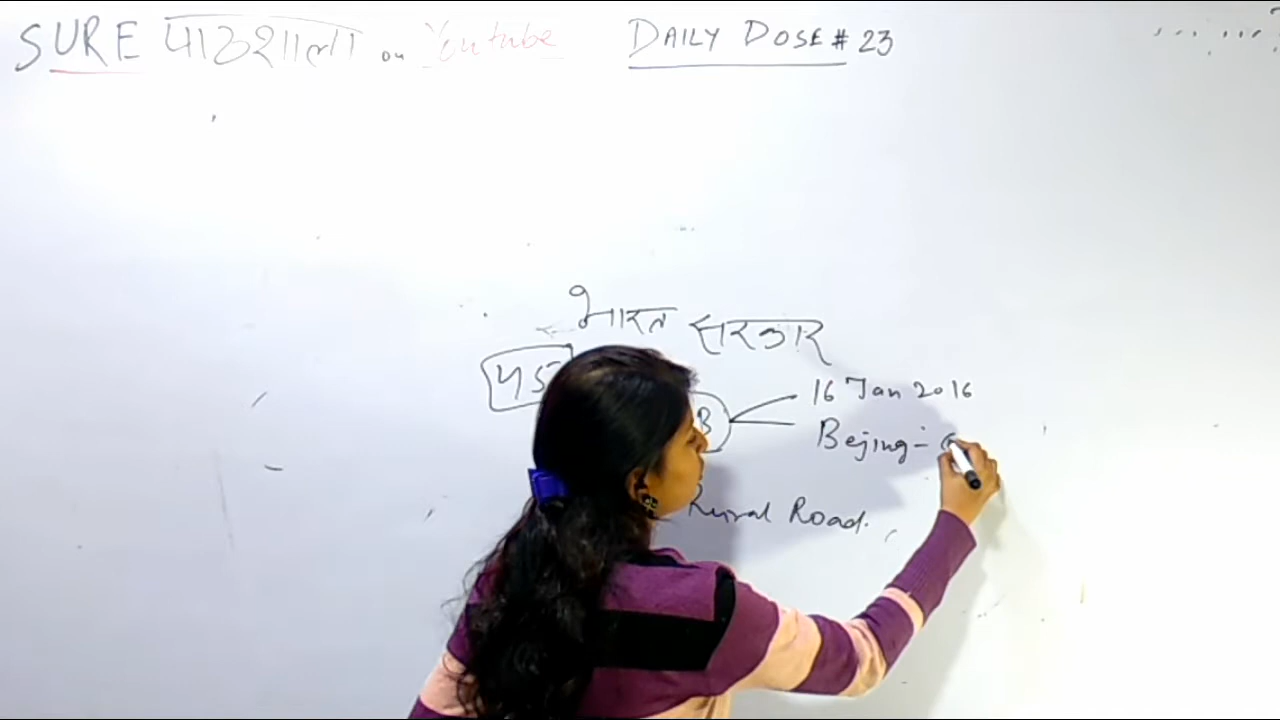 SURE पाठशाला on Youtube DAILY DOSE # 23
भारत सरकार
16 Jan 2016
B
Bejing -
Rural Road.